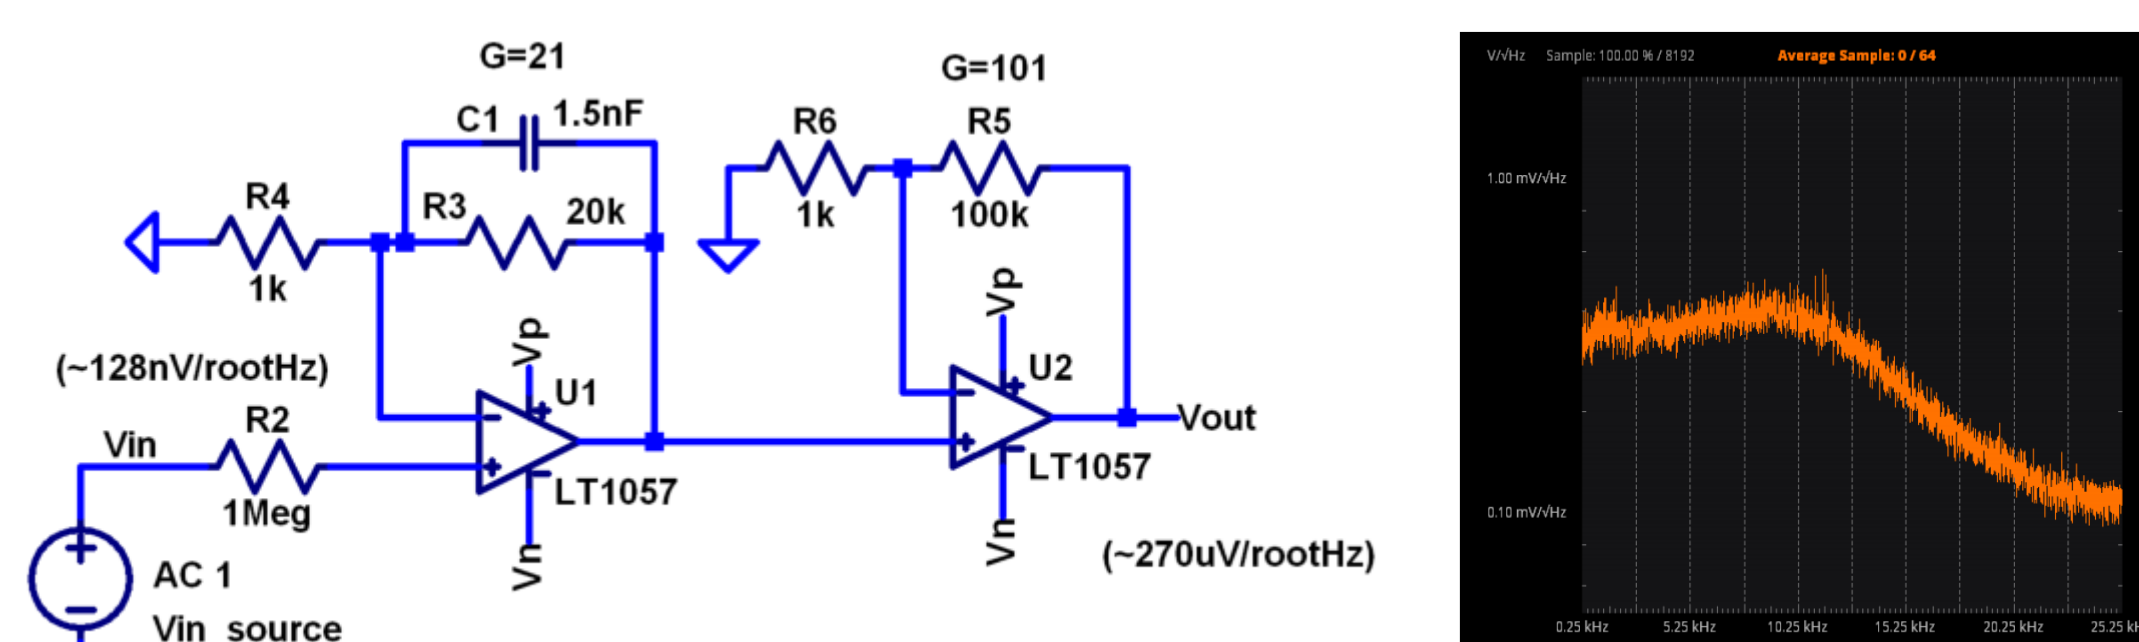 G=21
C1 1.5nF
R4
1k
R3 20k
(~128nV/rootHz)
R2
Vin
1Meg
AC 1
Vin source
Vp
U1
LT1057
Vn
G=101
R6
1k
R5
100k
Vp
U2
LT1057
Vn
Vout
(~270uV/rootHz)
V/√Hz Sample: 100.00 % / 8192 Average Sample: 0 / 64
1.00 mV/√Hz
0.10 mV/√Hz
0.25 kHz 5.25 kHz 10.25 kHz 15.25 kHz 20.25 kHz 25.25 k